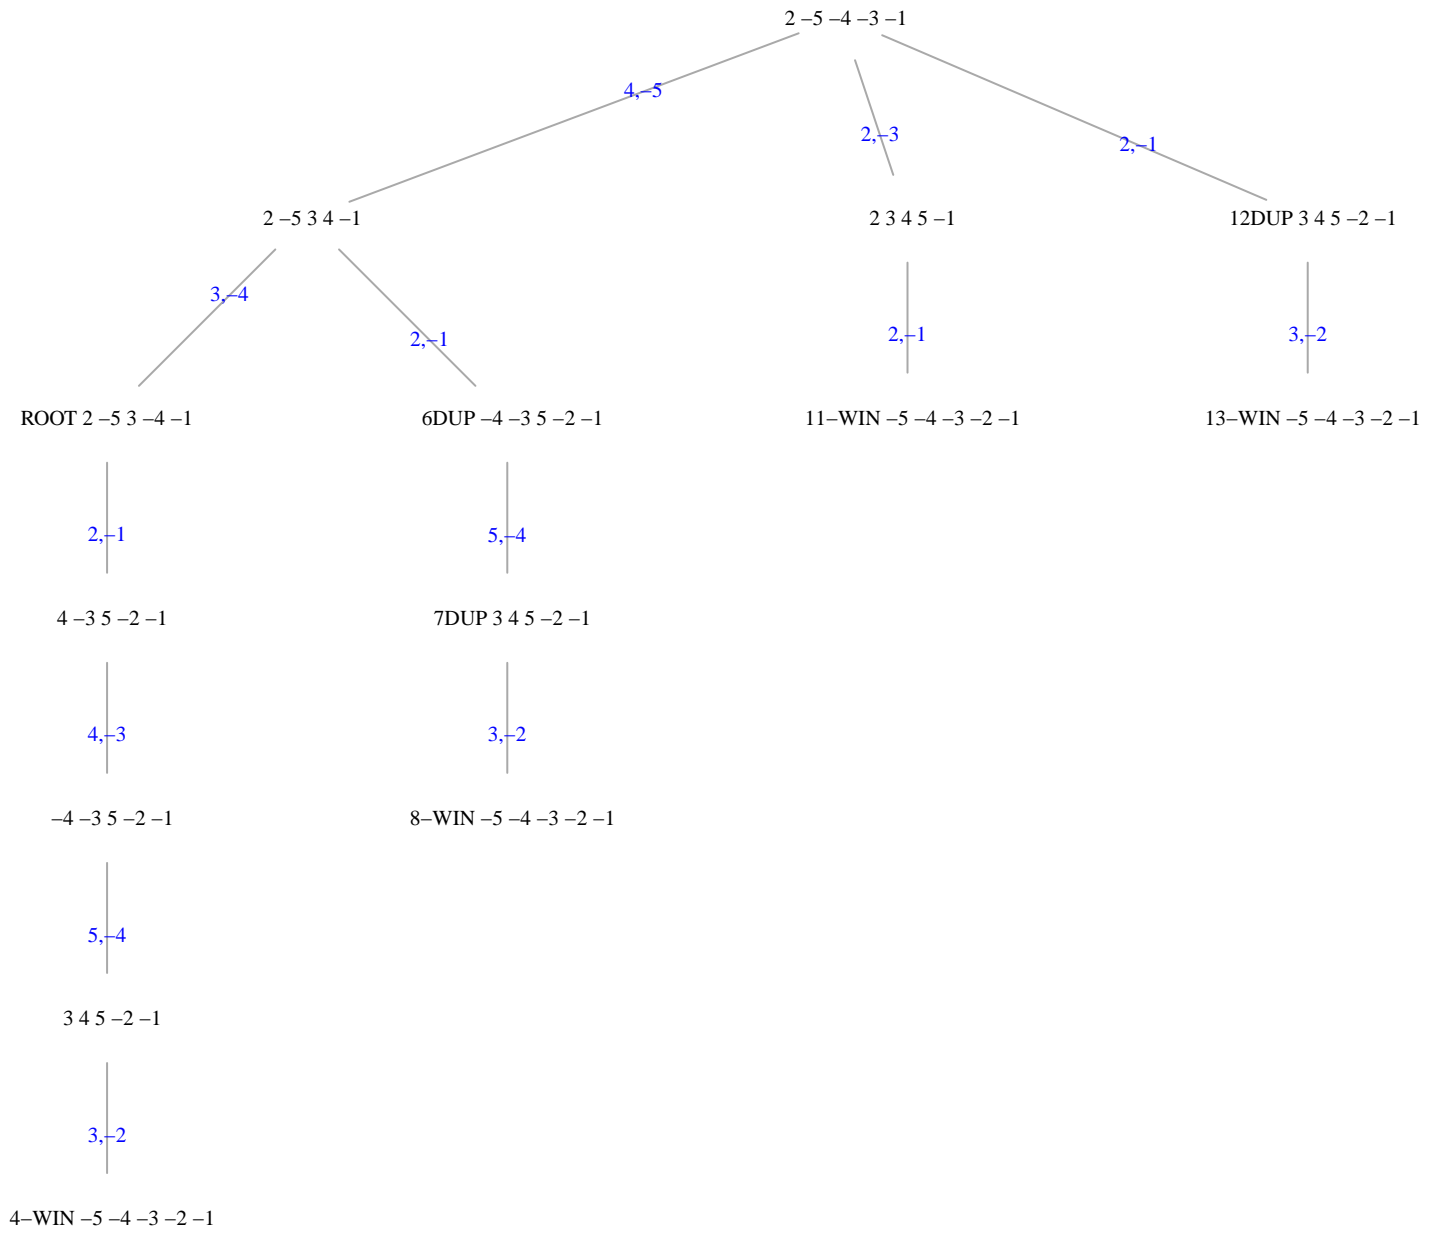 2 –5 –4 –3 –1
4,–5
2,–3
2,–1
2 –5 3 4 –1
2 3 4 5 –1
12DUP 3 4 5 –2 –1
3,–4
2,–1
2,–1
3,–2
ROOT 2 –5 3 –4 –1
6DUP –4 –3 5 –2 –1
11–WIN –5 –4 –3 –2 –1
13–WIN –5 –4 –3 –2 –1
2,–1
5,–4
4 –3 5 –2 –1
7DUP 3 4 5 –2 –1
4,–3
3,–2
–4 –3 5 –2 –1
8–WIN –5 –4 –3 –2 –1
5,–4
3 4 5 –2 –1
3,–2
4–WIN –5 –4 –3 –2 –1